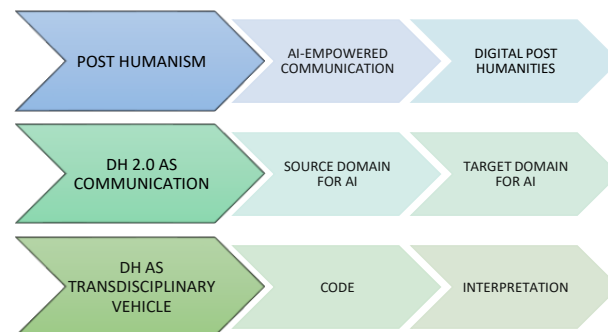 POST HUMANISM
AI-EMPOWERED
COMMUNICATION
DIGITAL POST
HUMANITIES
DH 2.0 AS
COMMUNICATION
SOURCE DOMAIN
FOR AI
TARGET DOMAIN
FOR AI
DH AS
TRANSDISCIPLINARY
VEHICLE
CODE
INTERPRETATION